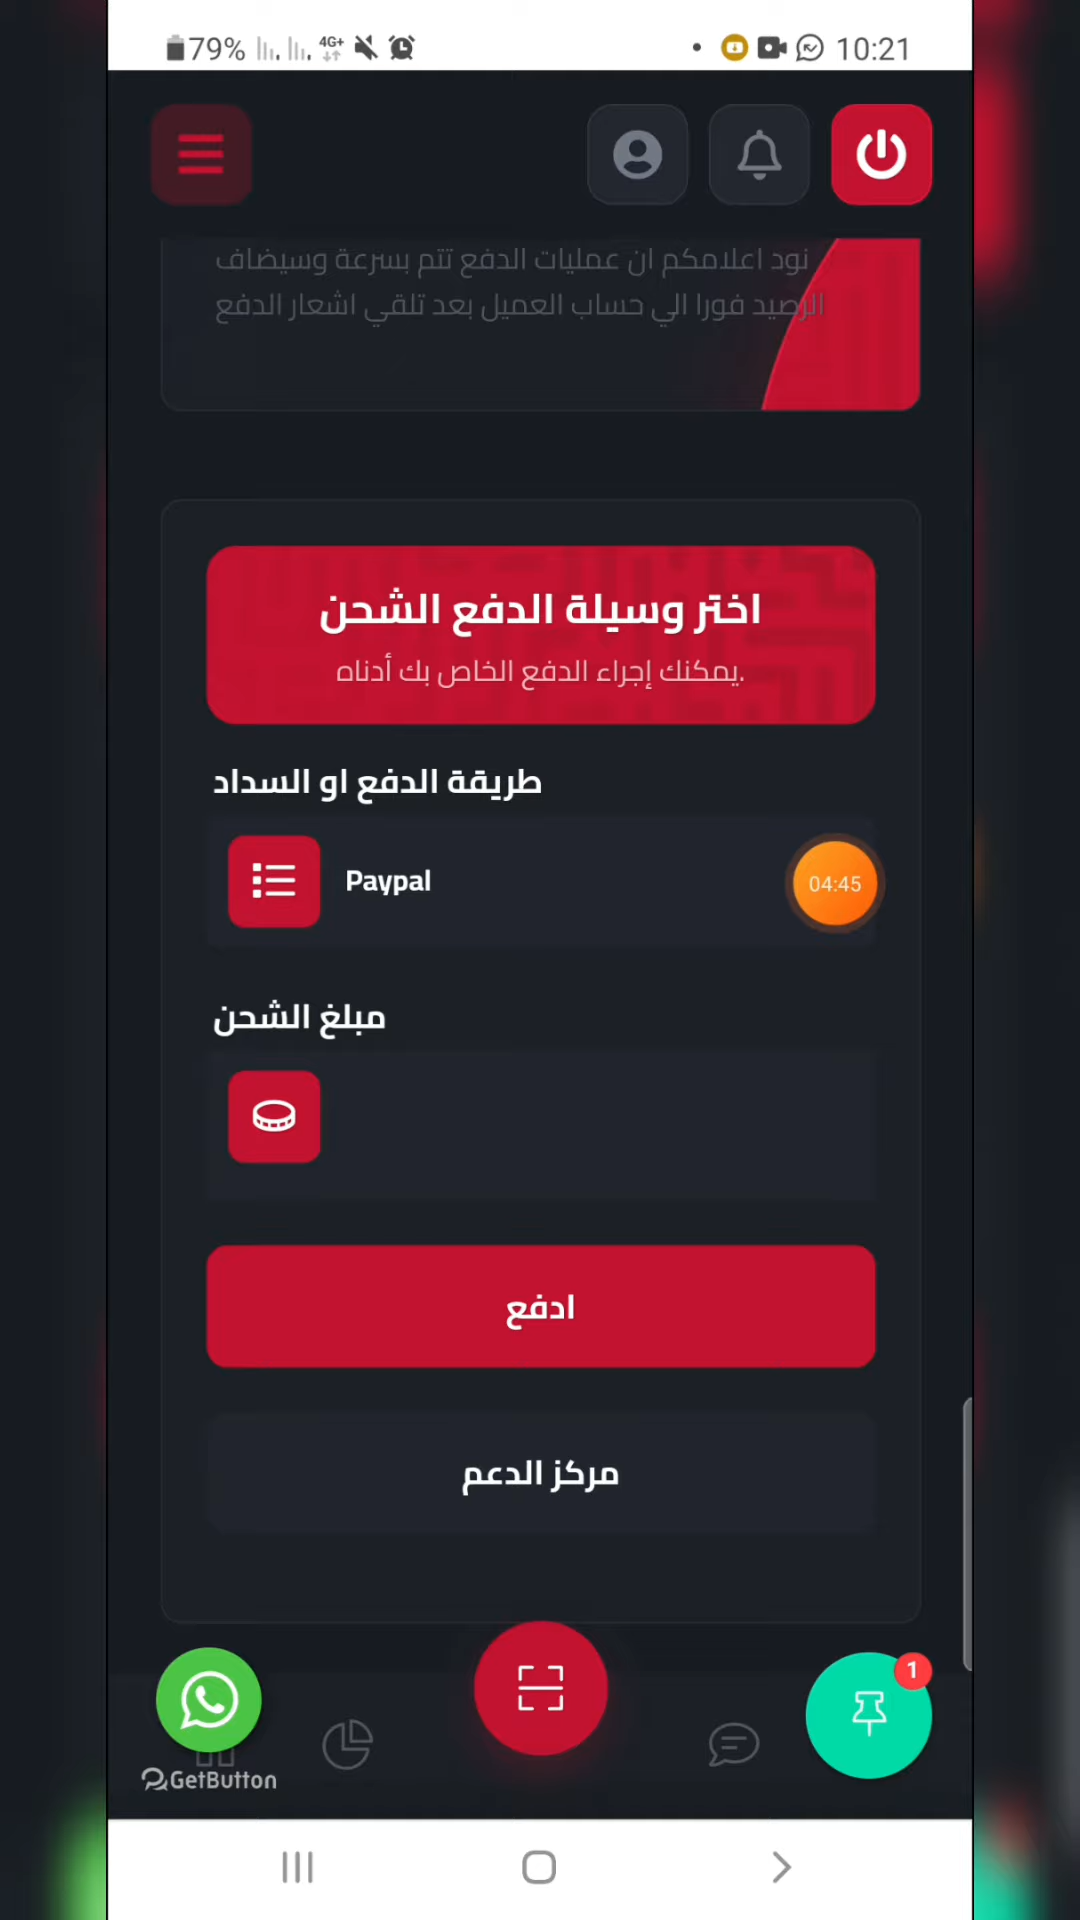 79% 4G+ 10:21
نود اعلامكم ان عمليات الدفع تتم بسرعة وسيضاف
الرصيد فورا الي حساب العميل بعد تلقي اشعار الدفع
اختر وسيلة الدفع الشحن
.يمكنك إجراء الدفع الخاص بك أدناه
طريقة الدفع او السداد
Paypal
04:45
مبلغ الشحن
ادفع
مركز الدعم
1
GetButton